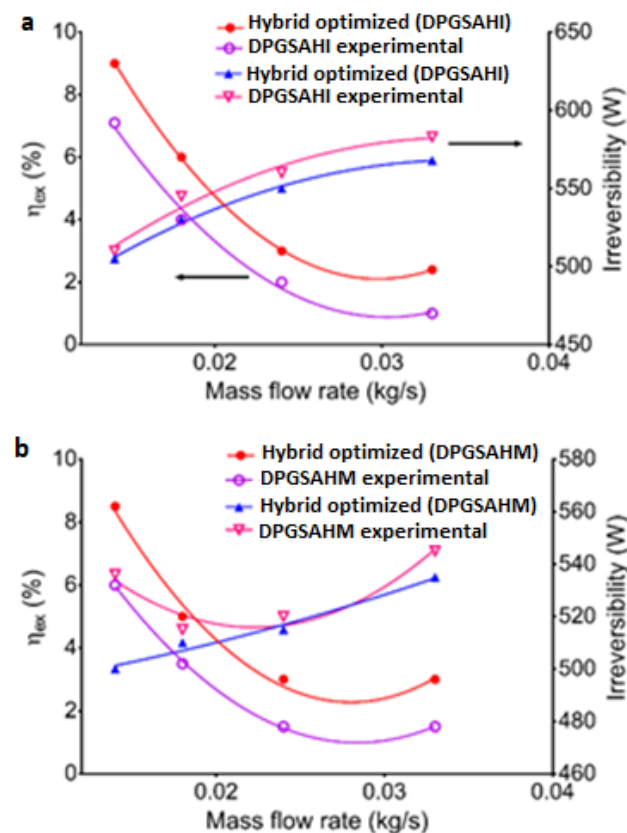 a
Hybrid optimized (DPGSAHI)
DPGSAHI experimental
Hybrid optimized (DPGSAHI)
DPGSAHI experimental
10
8
6
4
2
0
ηex (%)
650
600
550
500
450
Irreversibility (W)
0.02
0.03
0.04
Mass flow rate (kg/s)
b
Hybrid optimized (DPGSAHM)
DPGSAHM experimental
Hybrid optimized (DPGSAHM)
DPGSAHM experimental
10
8
6
4
2
0
ηex (%)
580
560
540
520
500
480
460
Irreversibility (W)
0.02
0.03
0.04
Mass flow rate (kg/s)